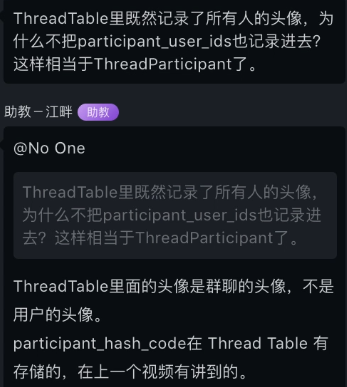 ThreadTable里既然记录了所有人的头像，为
什么不把participant_user_ids也记录进去？
这样相当于ThreadParticipant了。
助教－江畔 助教
@No One
ThreadTable里既然记录了所有人的头像，
为什么不把participant_user_ids也记录进
去？这样相当于ThreadParticipant了。
ThreadTable里面的头像是群聊的头像，不是
用户的头像。
participant_hash_code在 Thread Table 有
存储的，在上一个视频有讲到的。